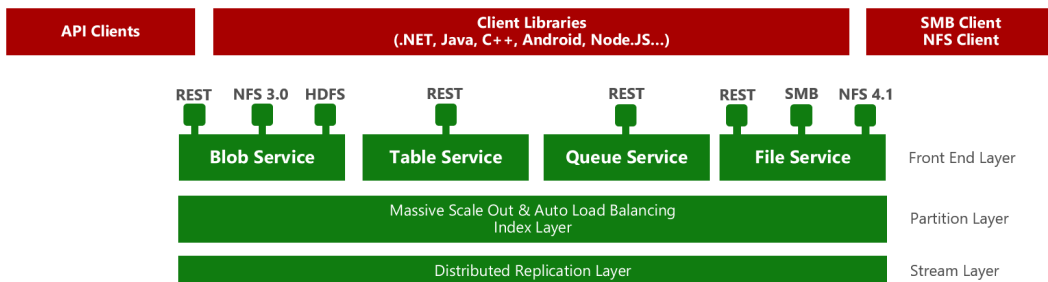 API Clients
Client Libraries
(.NET, Java, C++, Android, Node.JS...)
SMB Client
NFS Client
REST
NFS 3.0
HDFS
REST
REST
REST
SMB
NFS 4.1
Blob Service
Table Service
Queue Service
File Service
Front End Layer
Massive Scale Out & Auto Load Balancing
Index Layer
Partition Layer
Distributed Replication Layer
Stream Layer